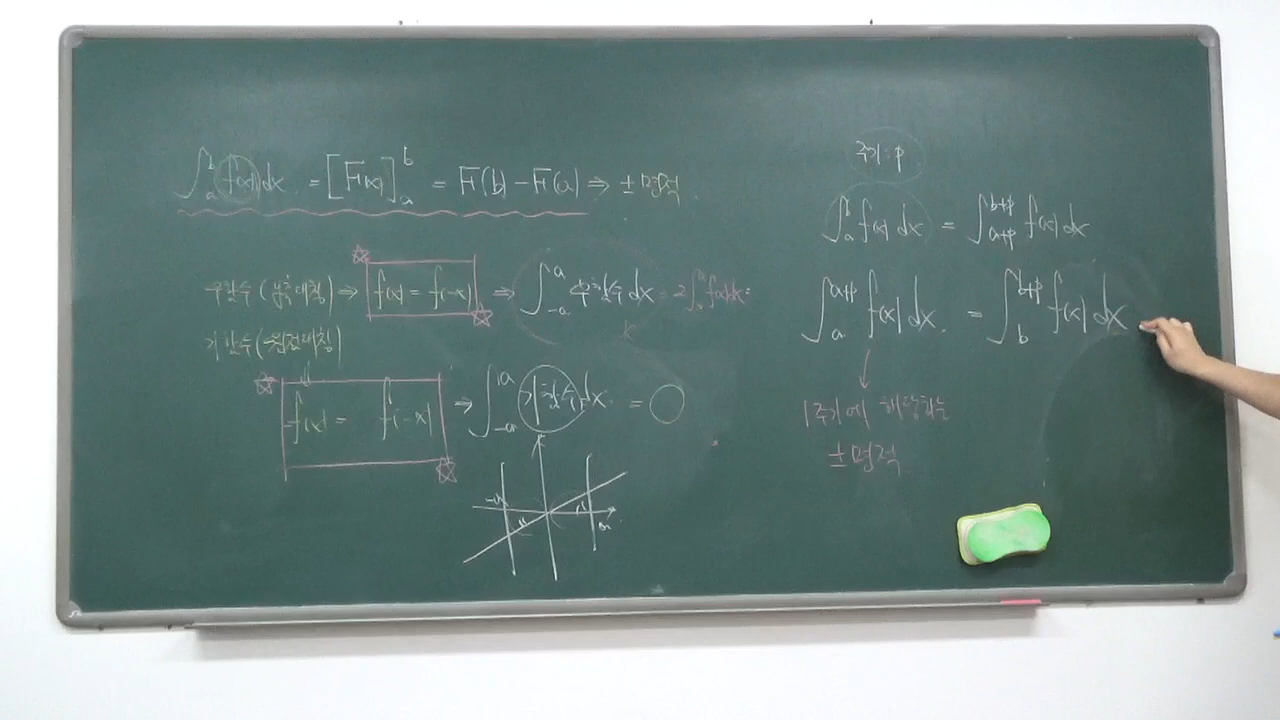 ∫_a^b f(x)dx = [F(x)]_a^b = F(b) - F(a) ⇒ ±면적
우함수 (y축대칭) ⇒ f(x) = f(-x) ⇒ ∫_{-a}^a 우함수 dx = 2∫_0^a f(x)dx
기함수 (원점대칭)
-f(x) = f(-x) ⇒ ∫_{-a}^a 기함수 dx = 0
-a
a
주기: p
∫_a^b f(x) dx = ∫_{a+p}^{b+p} f(x) dx
∫_a^{a+p} f(x) dx = ∫_b^{b+p} f(x) dx
1주기에 해당하는
±면적